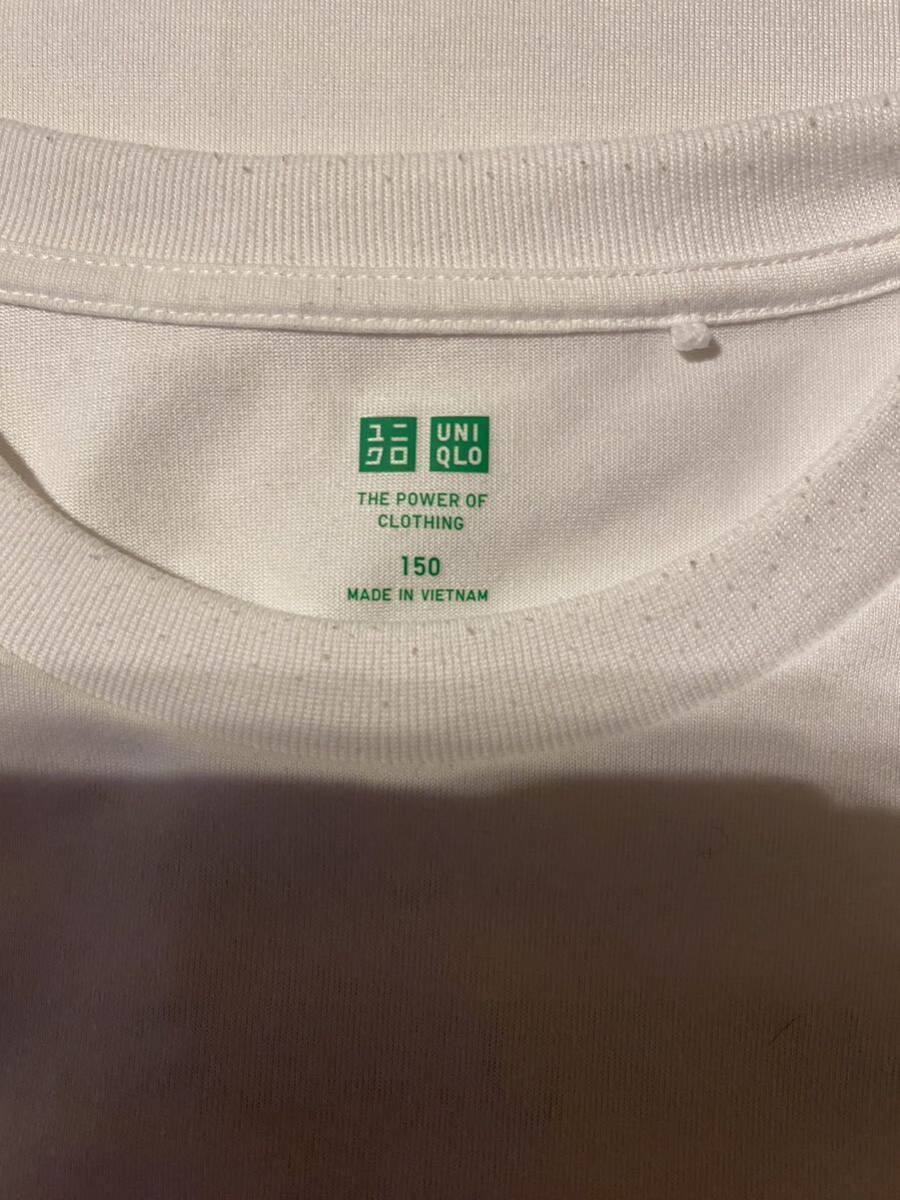 ユニ
クロ
UNI
QLO
THE POWER OF
CLOTHING
150
MADE IN VIETNAM